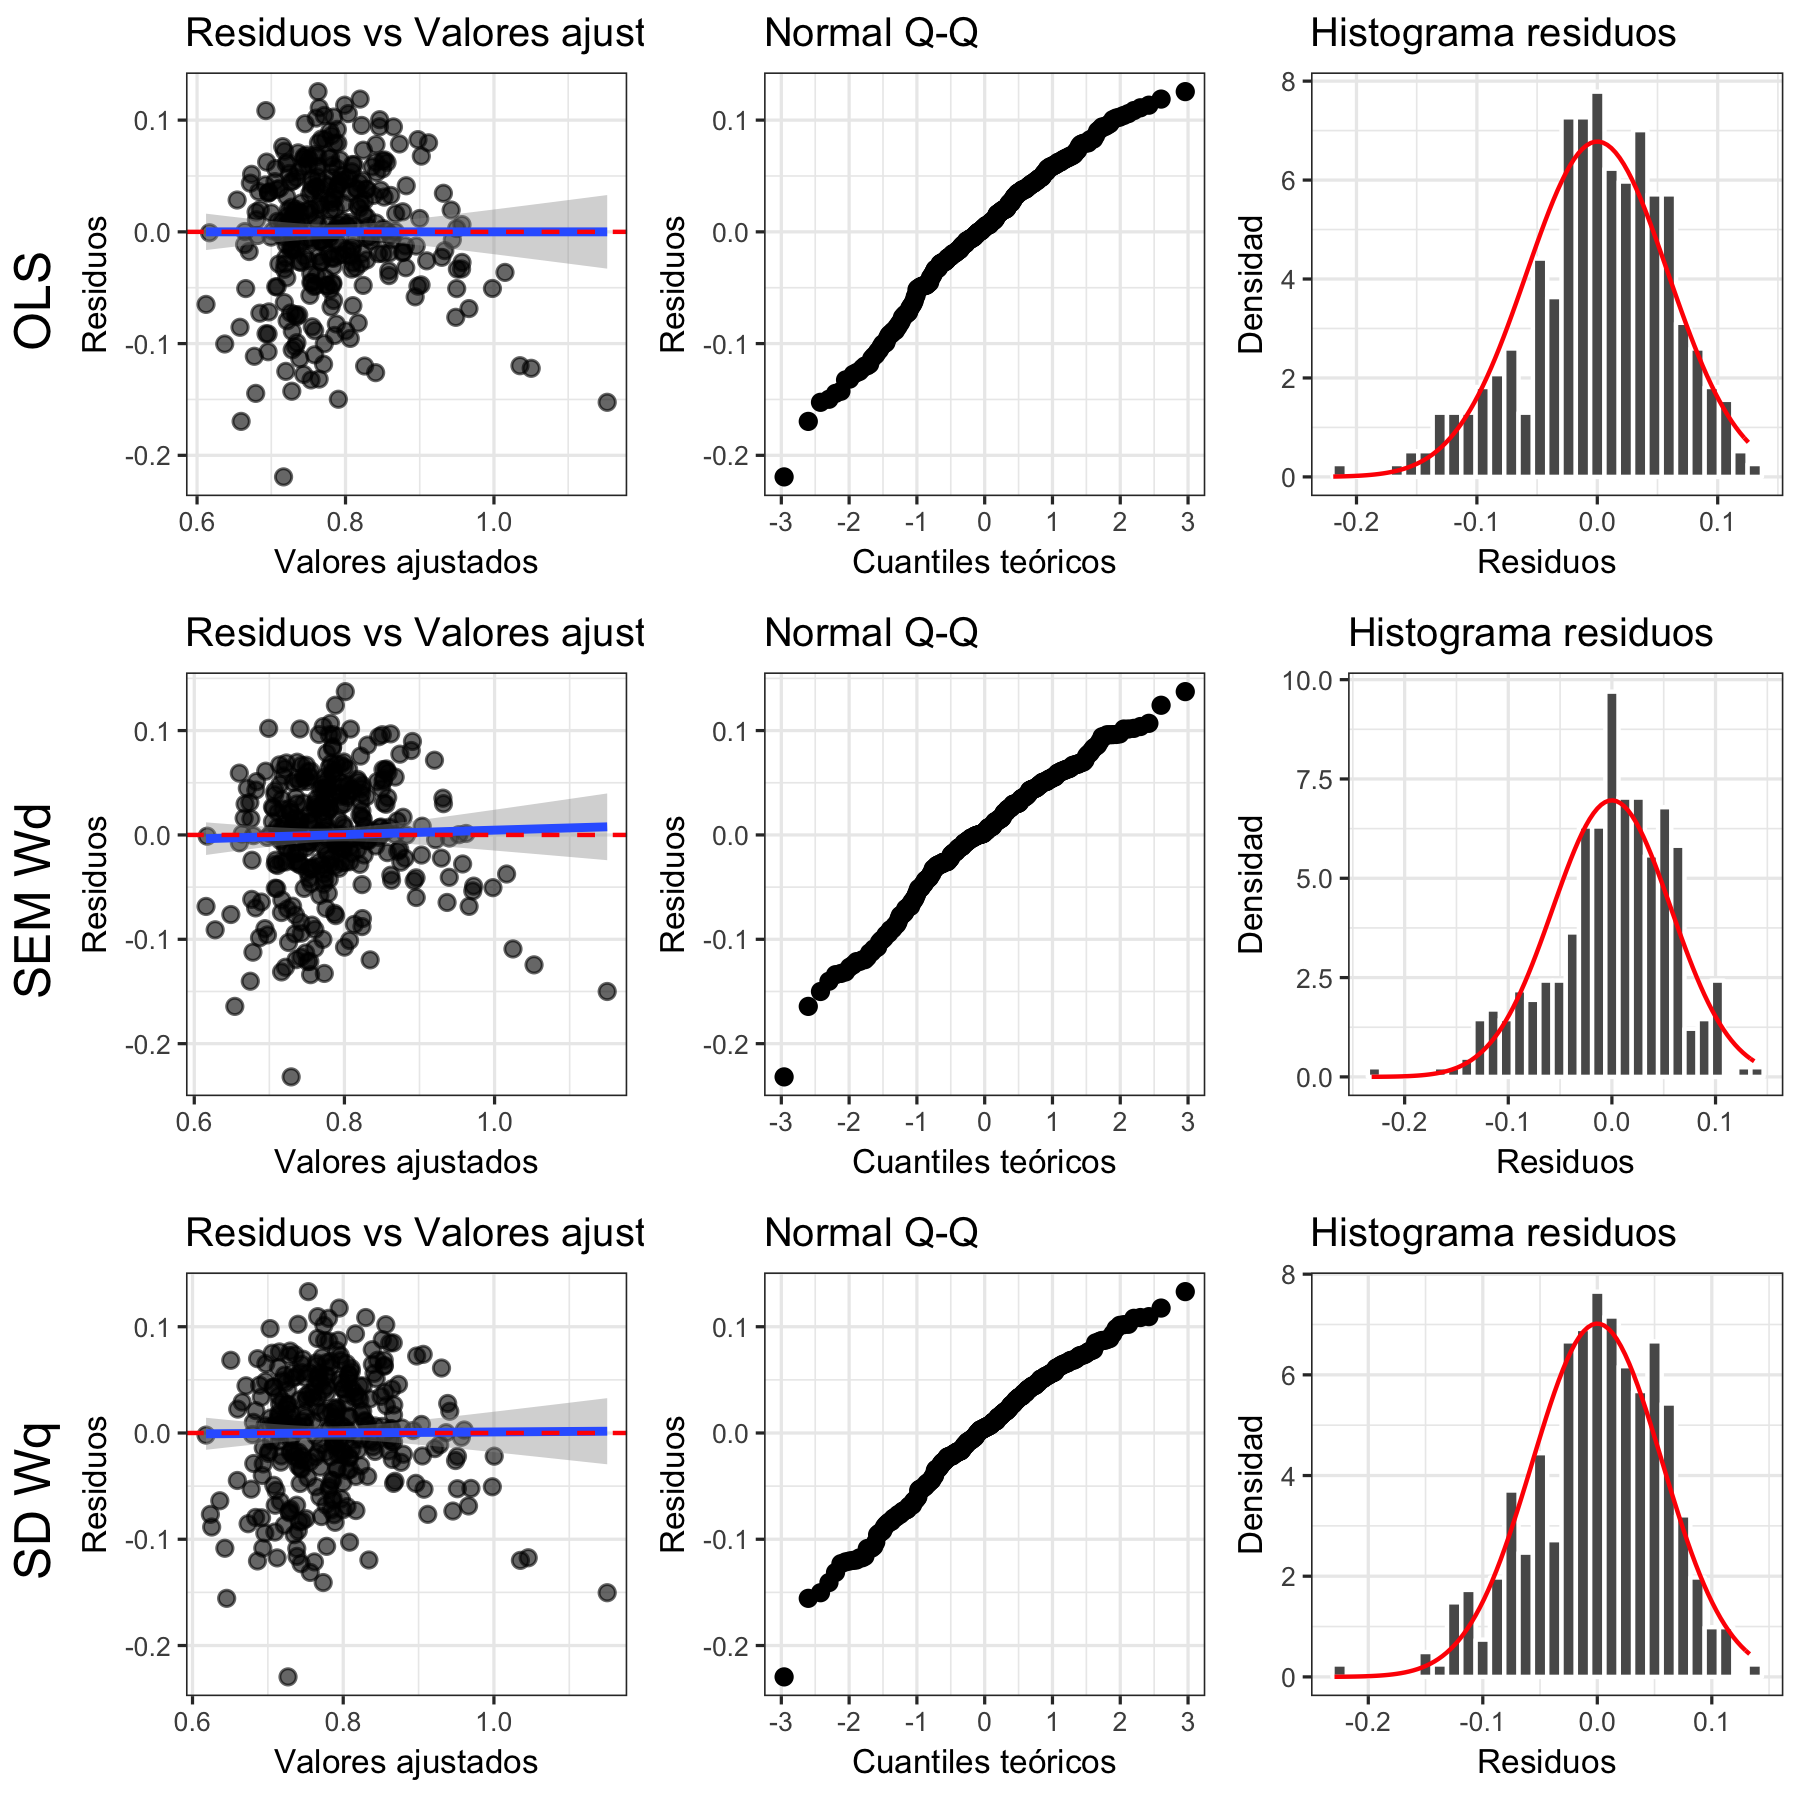 OLS
Residuos vs Valores ajust
Residuos
0.1
0.0
-0.1
-0.2
0.6 0.8 1.0
Valores ajustados
Normal Q-Q
Residuos
0.1
0.0
-0.1
-0.2
-3 -2 -1 0 1 2 3
Cuantiles teóricos
Histograma residuos
Densidad
8
6
4
2
0
-0.2 -0.1 0.0 0.1
Residuos
SEM Wd
Residuos vs Valores ajust
Residuos
0.1
0.0
-0.1
-0.2
0.6 0.8 1.0
Valores ajustados
Normal Q-Q
Residuos
0.1
0.0
-0.1
-0.2
-3 -2 -1 0 1 2 3
Cuantiles teóricos
Histograma residuos
Densidad
10.0
7.5
5.0
2.5
0.0
-0.2 -0.1 0.0 0.1
Residuos
SD Wq
Residuos vs Valores ajust
Residuos
0.1
0.0
-0.1
-0.2
0.6 0.8 1.0
Valores ajustados
Normal Q-Q
Residuos
0.1
0.0
-0.1
-0.2
-3 -2 -1 0 1 2 3
Cuantiles teóricos
Histograma residuos
Densidad
8
6
4
2
0
-0.2 -0.1 0.0 0.1
Residuos